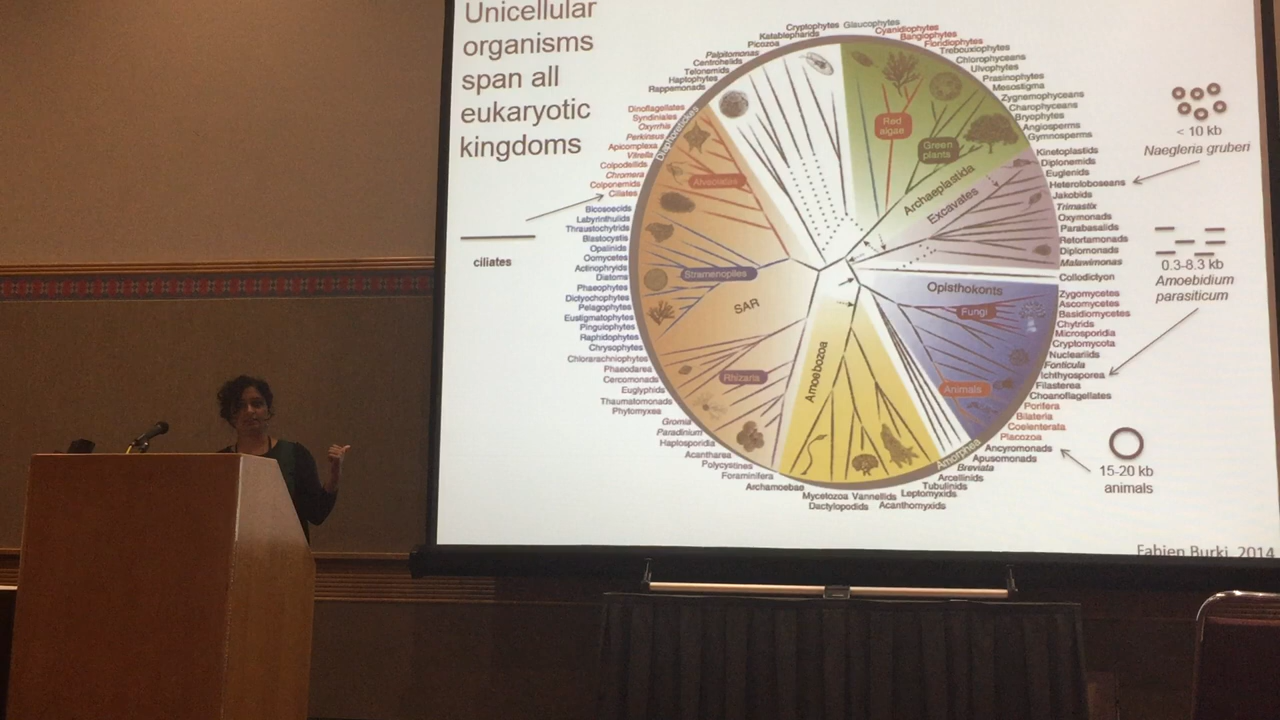 Unicellular
organisms
span all
eukaryotic
kingdoms
Cryptophytes
Katablepharids
Picozoa
Palpitomonas
Centrohelids
Telonemids
Haptophytes
Rappemonads
Dinoflagellates
Syndiniales
Oxyrrhis
Perkinsus
Apicomplexa
Vitrella
Colpodellids
Chromera
Colponemids
Ciliates
Bicosoecids
Labyrinthulids
Thraustochytrids
Blastocystis
Opalinids
Oomycetes
Actinophryids
Diatoms
Phaeophytes
Dictyochophytes
Pelagophytes
Eustigmatophytes
Pinguiophytes
Raphidophytes
Chrysophytes
Chlorarachniophytes
Phaeodarea
Cercomonads
Euglyphids
Thaumatomonads
Phytomyxea
Gromia
Paradinium
Haplosporidia
Acantharea
Polycystines
Foraminifera
Archamoebae
Mycetozoa
Dactylopodids
Vannellids
Acanthomyxids
Leptomyxids
Tubulinids
Arcellinids
Breviata
Apusomonads
Ancyromonads
Placozoa
Coelenterata
Bilateria
Porifera
Choanoflagellates
Filasterea
Ichthyosporea
Fonticula
Nucleariids
Cryptomycota
Microsporidia
Chytrids
Basidiomycetes
Ascomycetes
Zygomycetes
Collodictyon
Malawimonas
Diplomonads
Retortamonads
Parabasalids
Oxymonads
Trimastix
Jakobids
Heteroloboseans
Euglenids
Diplonemids
Kinetoplastids
Gymnosperms
Angiosperms
Bryophytes
Charophyceans
Zygnemophyceans
Mesostigma
Prasinophytes
Ulvophytes
Chlorophyceans
Trebouxiophytes
Floridiophytes
Bangiophytes
Cyanidiophytes
Glaucophytes
Diaphoretickes
Alveolates
Stramenopiles
SAR
Rhizaria
Amoebozoa
Amorphea
Animals
Fungi
Opisthokonts
Excavates
Archaeplastida
Green
plants
Red
algae
ciliates
< 10 kb
Naegleria gruberi
0.3-8.3 kb
Amoebidium
parasiticum
15-20 kb
animals
Fabien Burki, 2014